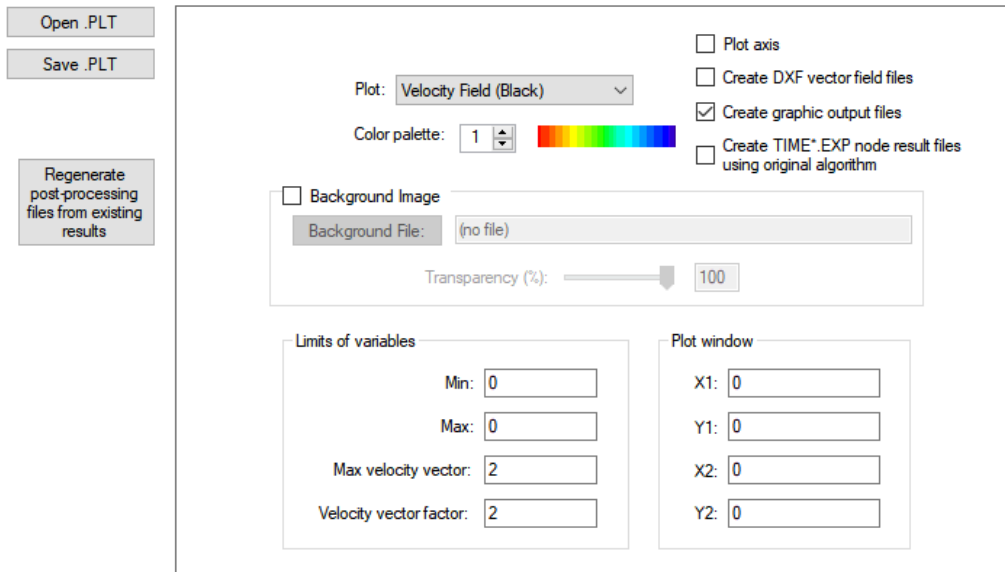 Open .PLT
Save .PLT
Regenerate
post-processing
files from existing
results
Plot: Velocity Field (Black)
Color palette: 1
Plot axis
Create DXF vector field files
Create graphic output files
Create TIME*.EXP node result files
using original algorithm
Background Image
Background File: (no file)
Transparency (%): 100
Limits of variables
Min: 0
Max: 0
Max velocity vector: 2
Velocity vector factor: 2
Plot window
X1: 0
Y1: 0
X2: 0
Y2: 0